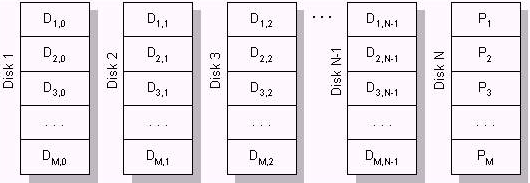 Disk 1 Disk 2 Disk 3 Disk N-1 Disk N
D1,0 D1,1 D1,2 ... D1,N-1 P1
D2,0 D2,1 D2,2 D2,N-1 P2
D3,0 D3,1 D3,2 D3,N-1 P3
... ... ... ... ...
DM,0 DM,1 DM,2 DM,N-1 PM